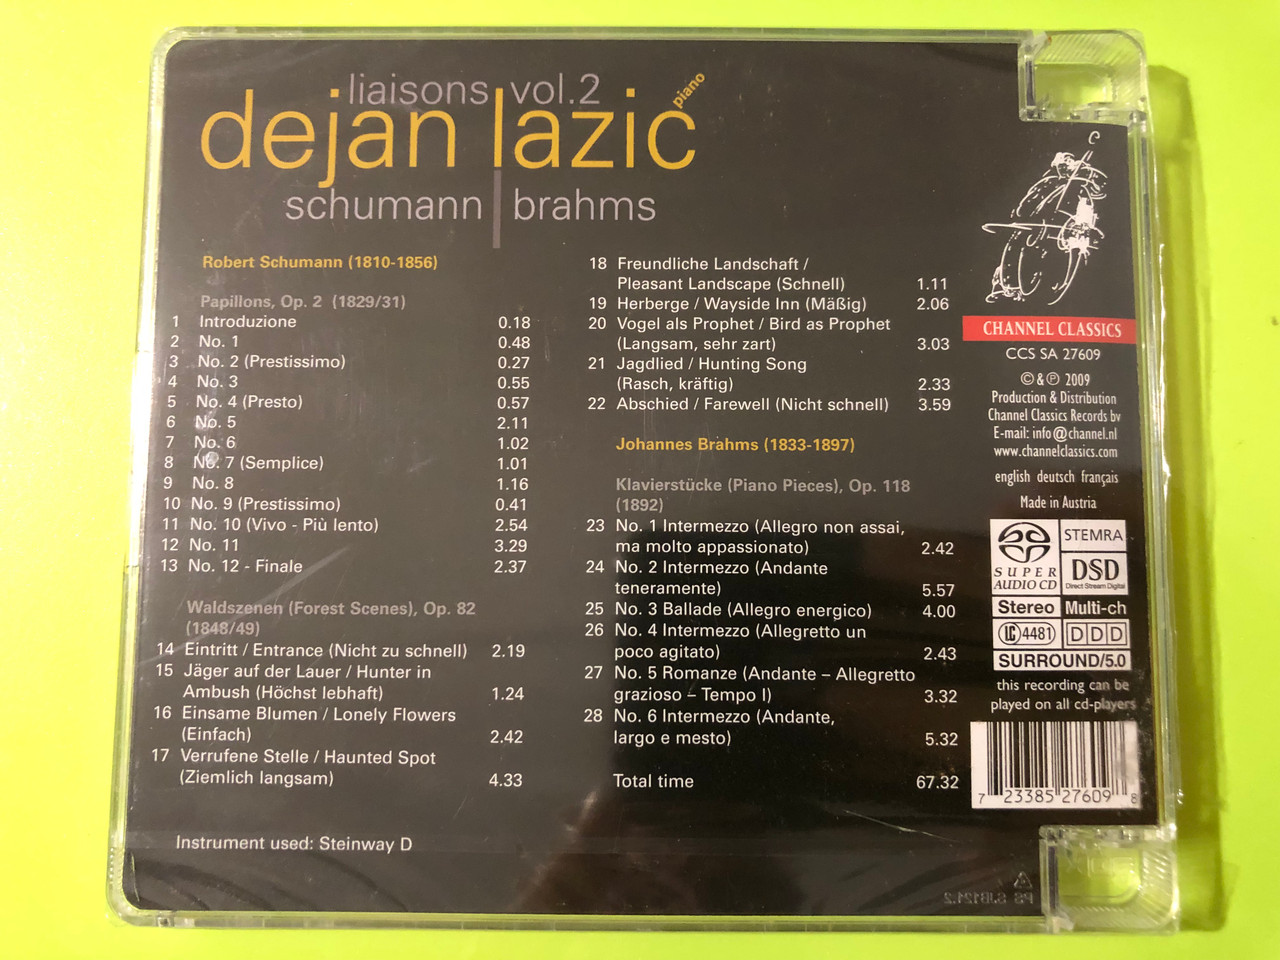 liaisons vol.2
dejan lazić
piano
schumann | brahms
Robert Schumann (1810-1856)
Papillons, Op. 2 (1829/31)
1 Introduzione 0.18
2 No. 1 0.48
3 No. 2 (Prestissimo) 0.27
4 No. 3 0.55
5 No. 4 (Presto) 0.57
6 No. 5 2.11
7 No. 6 1.02
8 No. 7 (Semplice) 1.01
9 No. 8 1.16
10 No. 9 (Prestissimo) 0.41
11 No. 10 (Vivo - Più lento) 2.54
12 No. 11 3.29
13 No. 12 - Finale 2.37
Waldszenen (Forest Scenes), Op. 82
(1848/49)
14 Eintritt / Entrance (Nicht zu schnell) 2.19
15 Jäger auf der Lauer / Hunter in
Ambush (Höchst lebhaft) 1.24
16 Einsame Blumen / Lonely Flowers
(Einfach) 2.42
17 Verrufene Stelle / Haunted Spot
(Ziemlich langsam) 4.33
Instrument used: Steinway D
18 Freundliche Landschaft /
Pleasant Landscape (Schnell) 1.11
19 Herberge / Wayside Inn (Mäßig) 2.06
20 Vogel als Prophet / Bird as Prophet
(Langsam, sehr zart) 3.03
21 Jagdlied / Hunting Song
(Rasch, kräftig) 2.33
22 Abschied / Farewell (Nicht schnell) 3.59
Johannes Brahms (1833-1897)
Klavierstücke (Piano Pieces), Op. 118
(1892)
23 No. 1 Intermezzo (Allegro non assai,
ma molto appassionato) 2.42
24 No. 2 Intermezzo (Andante
teneramente) 5.57
25 No. 3 Ballade (Allegro energico) 4.00
26 No. 4 Intermezzo (Allegretto un
poco agitato) 2.43
27 No. 5 Romanze (Andante – Allegretto
grazioso – Tempo I) 3.32
28 No. 6 Intermezzo (Andante,
largo e mesto) 5.32
Total time 67.32
C
CHANNEL CLASSICS
CCS SA 27609
© & ℗ 2009
Production & Distribution
Channel Classics Records bv
E-mail: info@channel.nl
www.channelclassics.com
english deutsch français
Made in Austria
SUPER AUDIO CD
STEMRA
DSD
Direct Stream Digital
Stereo Multi-ch
LC 4481 DDD
SURROUND/5.0
this recording can be
played on all cd-players
7 23385 27609 8
PS SJB121.2